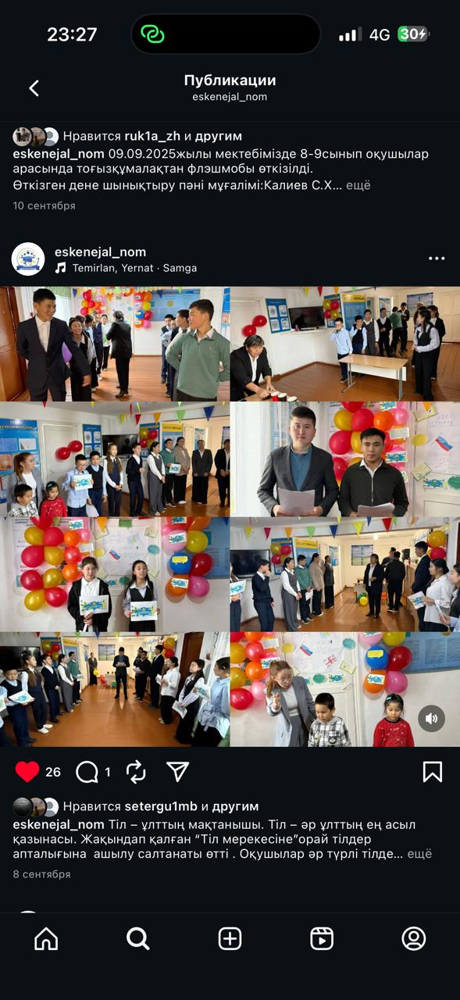 23:27
4G
30
Публикации
eskenejal_nom
Нравится ruk1a_zh и другим
eskenejal_nom 09.09.2025жылы мектебімізде 8-9сынып оқушылар
арасында тоғызқұмалақтан флэшмобы өткізілді.
Өткізген дене шынықтыру пәні мұғалімі:Калиев С.Х... ещё
10 сентября
eskenejal_nom
Temirlan, Yernat · Samga
26
1
Нравится setergu1mb и другим
eskenejal_nom Тіл – ұлттың мақтанышы. Тіл – әр ұлттың ең асыл
қазынасы. Жақындап қалған “Тіл мерекесіне”орай тілдер
апталығына ашылу салтанаты өтті . Оқушылар әр түрлі тілде... ещё
8 сентября